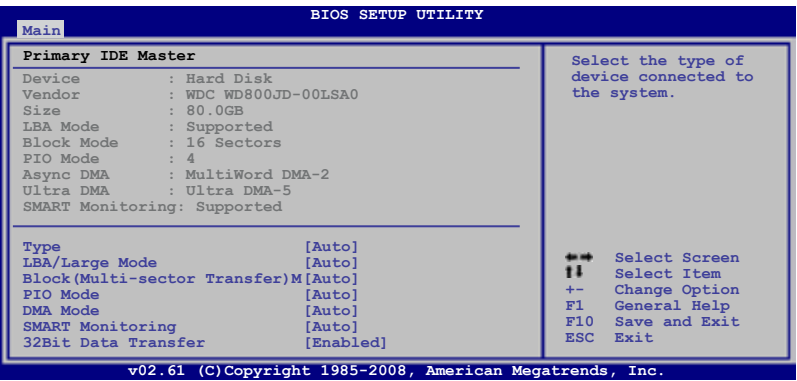 BIOS SETUP UTILITY
Main
Primary IDE Master
Device : Hard Disk
Vendor : WDC WD800JD-00LSA0
Size : 80.0GB
LBA Mode : Supported
Block Mode : 16 Sectors
PIO Mode : 4
Async DMA : MultiWord DMA-2
Ultra DMA : Ultra DMA-5
SMART Monitoring: Supported
Type [Auto]
LBA/Large Mode [Auto]
Block(Multi-sector Transfer)M[Auto]
PIO Mode [Auto]
DMA Mode [Auto]
SMART Monitoring [Auto]
32Bit Data Transfer [Enabled]
Select the type of
device connected to
the system.
←→ Select Screen
↑↓ Select Item
+- Change Option
F1 General Help
F10 Save and Exit
ESC Exit
v02.61 (C)Copyright 1985-2008, American Megatrends, Inc.